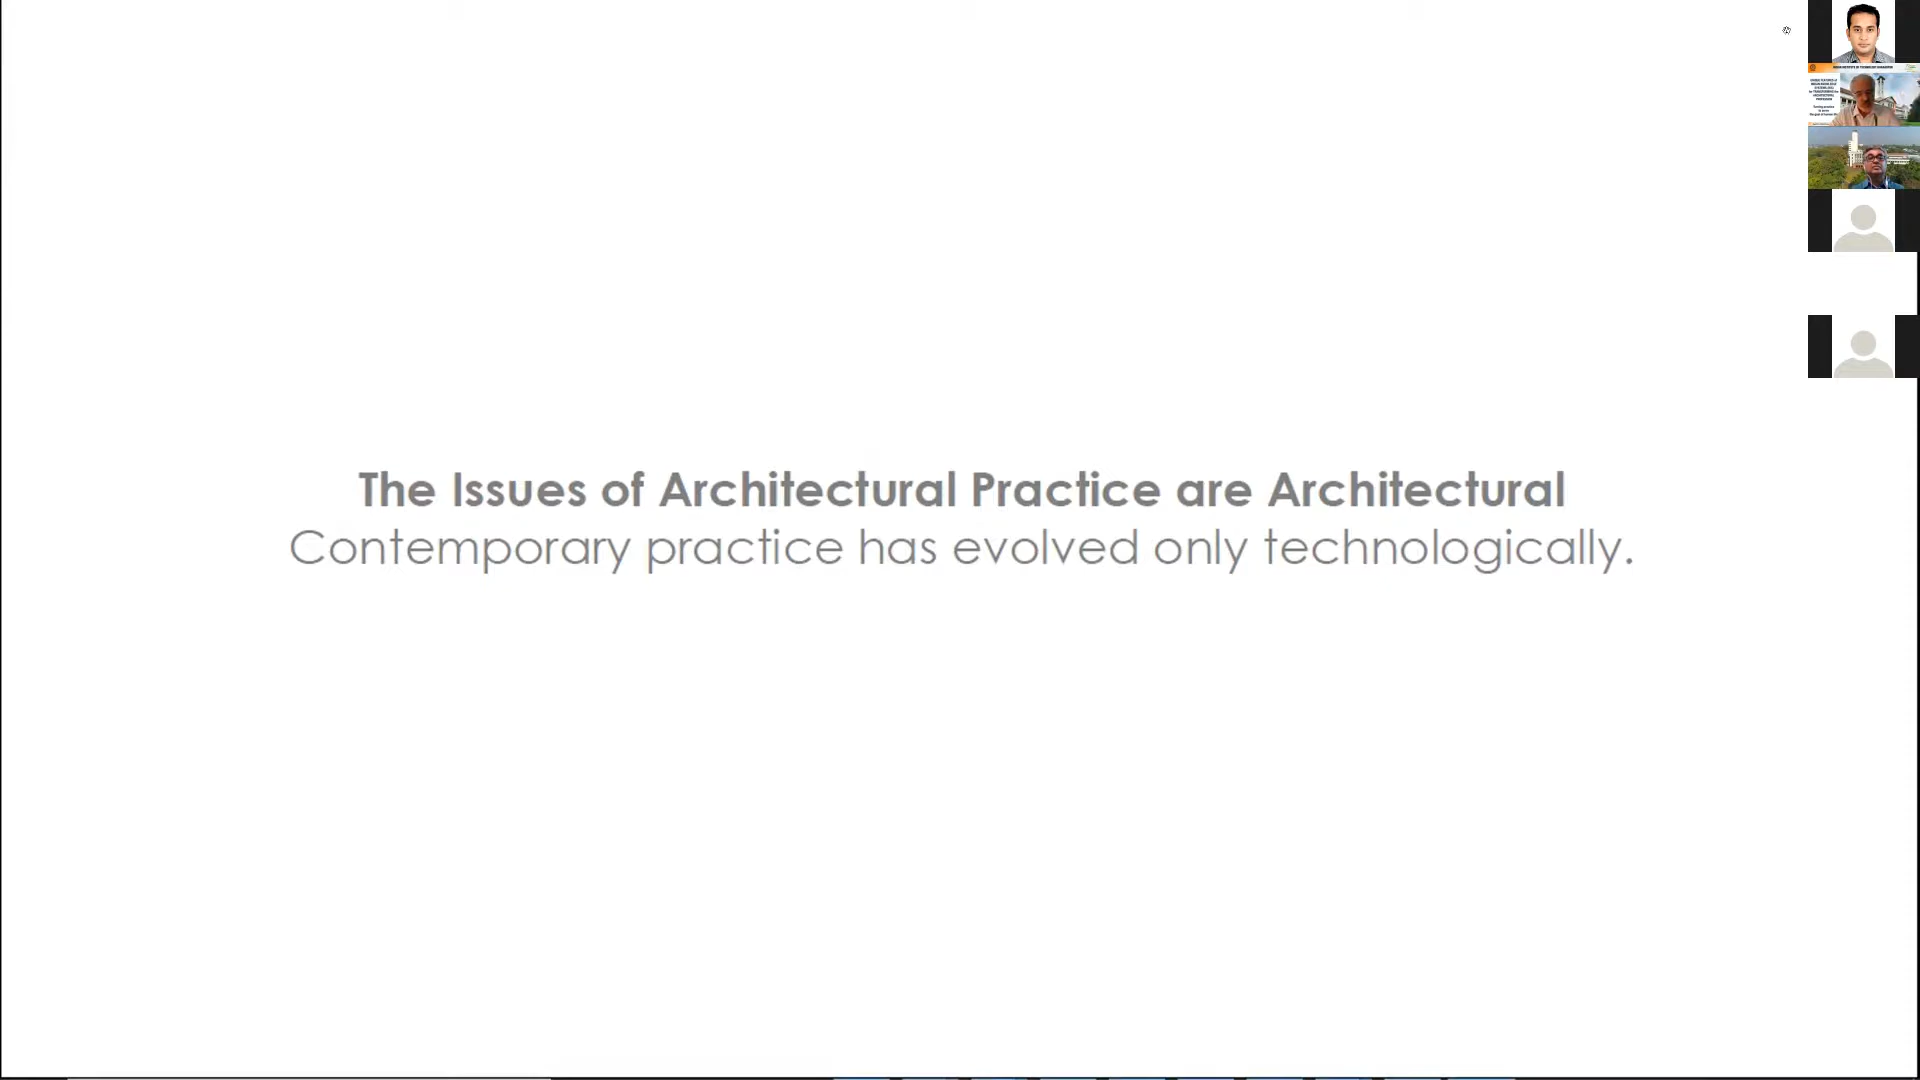 The Issues of Architectural Practice are Architectural
Contemporary practice has evolved only technologically.